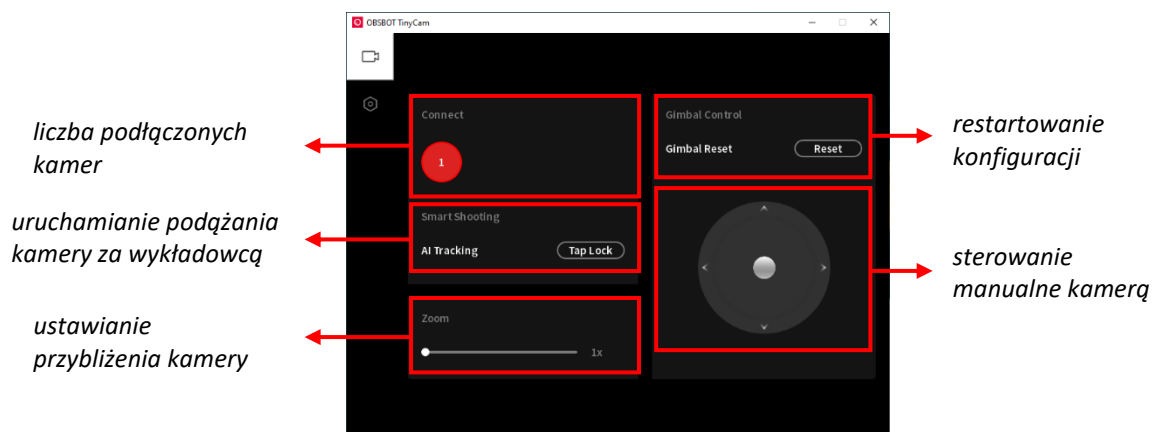 OBSBOT TinyCam
liczba podłączonych
kamer
uruchamianie podążania
kamery za wykładowcą
ustawianie
przybliżenia kamery
Connect
1
Smart Shooting
AI Tracking
Tap Lock
Zoom
1x
Gimbal Control
Gimbal Reset
Reset
restartowanie
konfiguracji
sterowanie
manualne kamerą